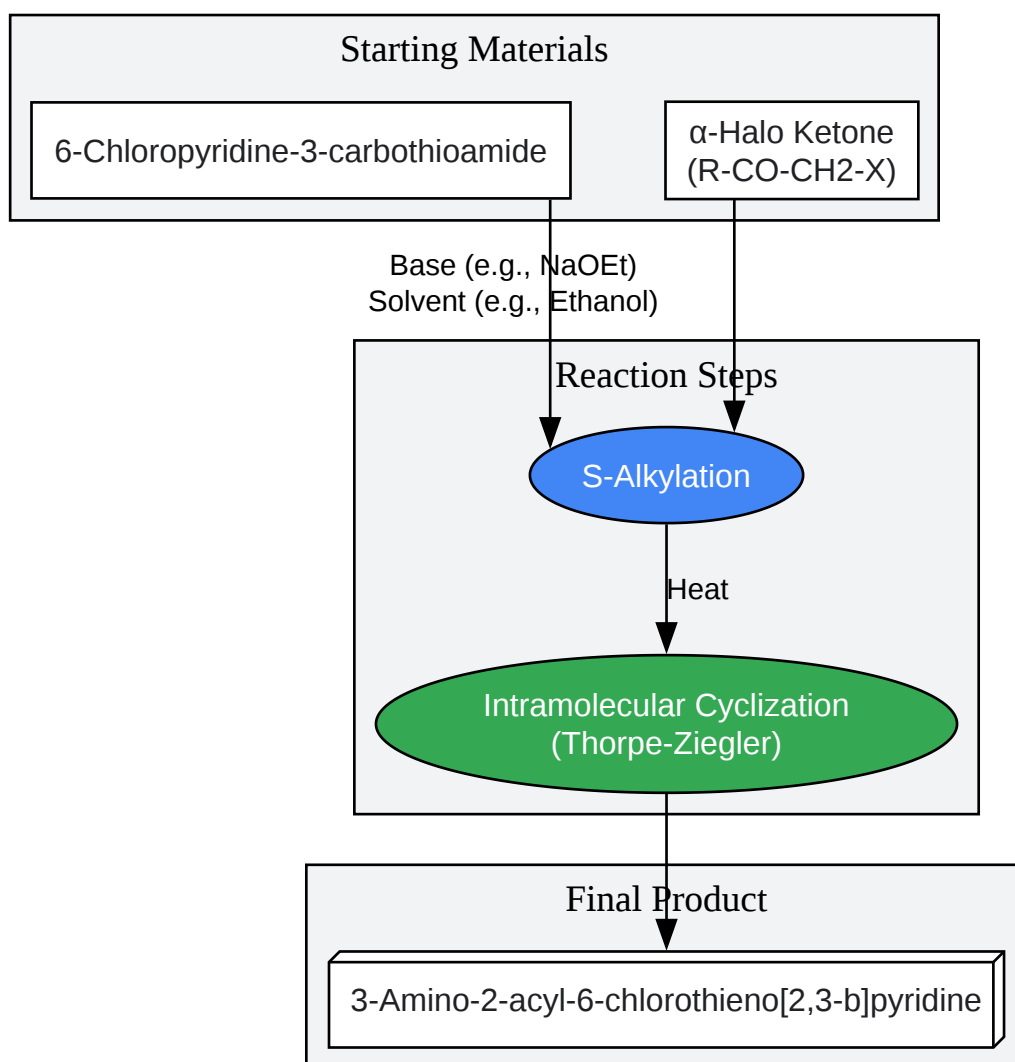 Starting Materials
6-Chloropyridine-3-carbothioamide
α-Halo Ketone
(R-CO-CH2-X)
Base (e.g., NaOEt)
Solvent (e.g., Ethanol)
Reaction Steps
S-Alkylation
Heat
Intramolecular Cyclization
(Thorpe-Ziegler)
Final Product
3-Amino-2-acyl-6-chlorothieno[2,3-b]pyridine